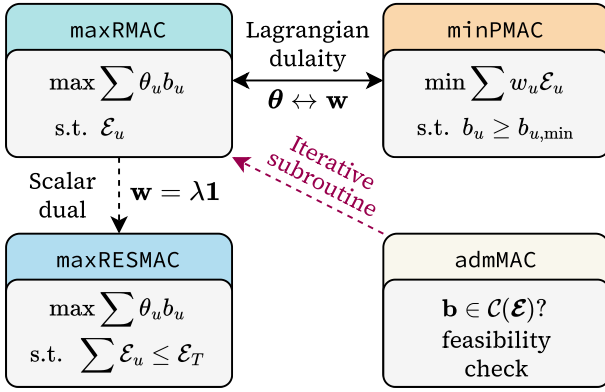 maxRMAC
max ∑ θ_u b_u
s.t. ℰ_u
Lagrangian
dulaity
θ ↔ w
minPMAC
min ∑ w_u ℰ_u
s.t. b_u ≥ b_{u,min}
Scalar
dual
w = λ1
Iterative
subroutine
maxRESMAC
max ∑ θ_u b_u
s.t. ∑ ℰ_u ≤ ℰ_T
admMAC
b ∈ 𝒞(ℰ)?
feasibility
check